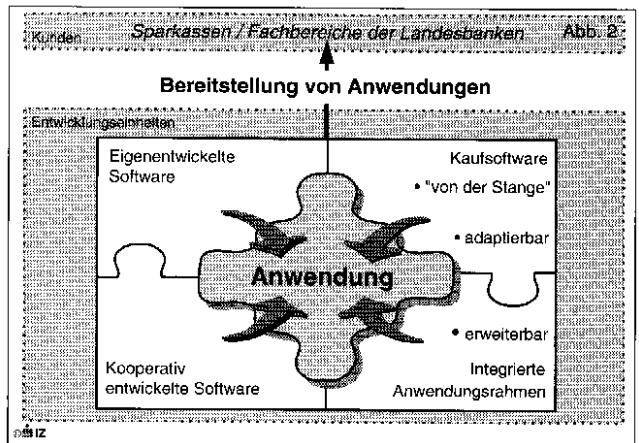 Kunden Sparkassen / Fachbereiche der Landesbanken Abb. 2
Bereitstellung von Anwendungen
Entwicklungseinheiten
Eigenentwickelte
Software
Kaufsoftware
• "von der Stange"
• adaptierbar
Anwendung
• erweiterbar
Kooperativ
entwickelte Software
Integrierte
Anwendungsrahmen
IZ